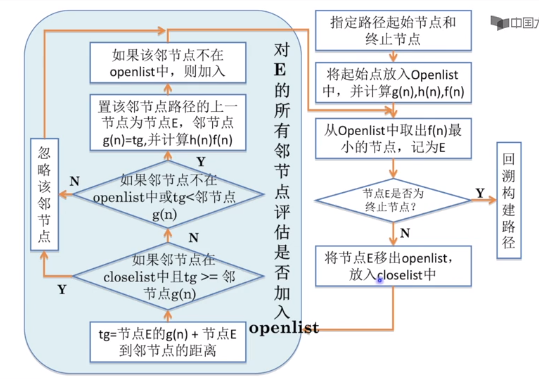 中国
指定路径起始节点和
终止节点
将起始点放入Openlist
中，并计算g(n),h(n),f(n)
从Openlist中取出f(n)最
小的节点，记为E
节点E是否为
终止节点？
Y
回溯构建路径
N
将节点E移出openlist，
放入closelist中
对E的所有邻节点评估是否加入
openlist
tg=节点E的g(n) + 节点E
到邻节点的距离
如果邻节点在
closelist中且tg >= 邻
节点g(n)
Y
N
如果邻节点不在
openlist中或tg<邻节点
g(n)
N
Y
忽略该邻节点
置该邻节点路径的上一
节点为节点E，邻节点
g(n)=tg,并计算h(n)f(n)
如果该邻节点不在
openlist中，则加入